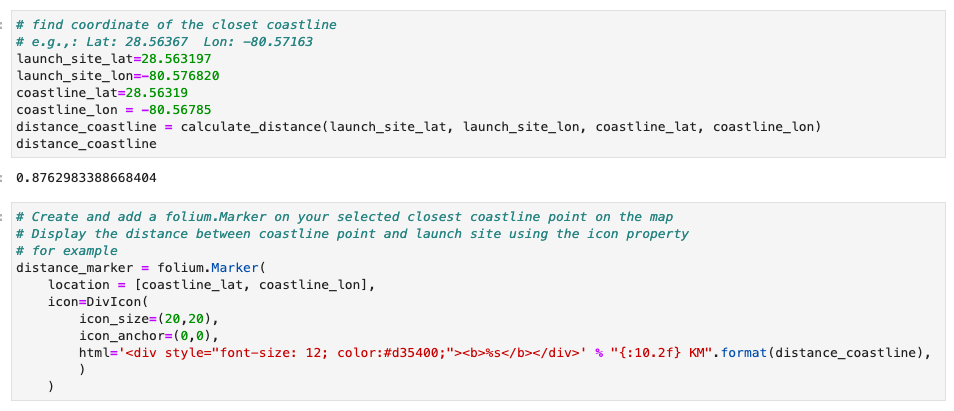 # find coordinate of the closet coastline
# e.g.,: Lat: 28.56367  Lon: -80.57163
launch_site_lat=28.563197
launch_site_lon=-80.576820
coastline_lat=28.56319
coastline_lon = -80.56785
distance_coastline = calculate_distance(launch_site_lat, launch_site_lon, coastline_lat, coastline_lon)
distance_coastline
0.8762983388668404
# Create and add a folium.Marker on your selected closest coastline point on the map
# Display the distance between coastline point and launch site using the icon property
# for example
distance_marker = folium.Marker(
    location = [coastline_lat, coastline_lon],
    icon=DivIcon(
        icon_size=(20,20),
        icon_anchor=(0,0),
        html='<div style="font-size: 12; color:#d35400;"><b>%s</b></div>' % "{:10.2f} KM".format(distance_coastline),
        )
    )